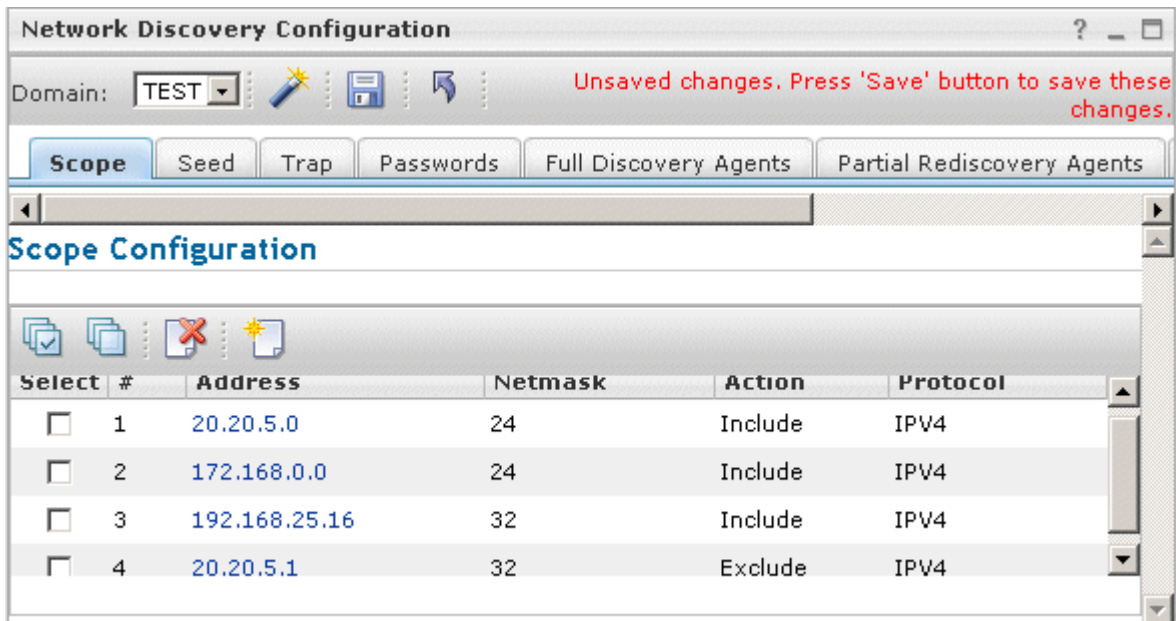 Network Discovery Configuration ?
Domain: TEST Unsaved changes. Press 'Save' button to save these
changes.
Scope Seed Trap Passwords Full Discovery Agents Partial Rediscovery Agents
Scope Configuration
Select # Address Netmask Action Protocol
1 20.20.5.0 24 Include IPV4
2 172.168.0.0 24 Include IPV4
3 192.168.25.16 32 Include IPV4
4 20.20.5.1 32 Exclude IPV4